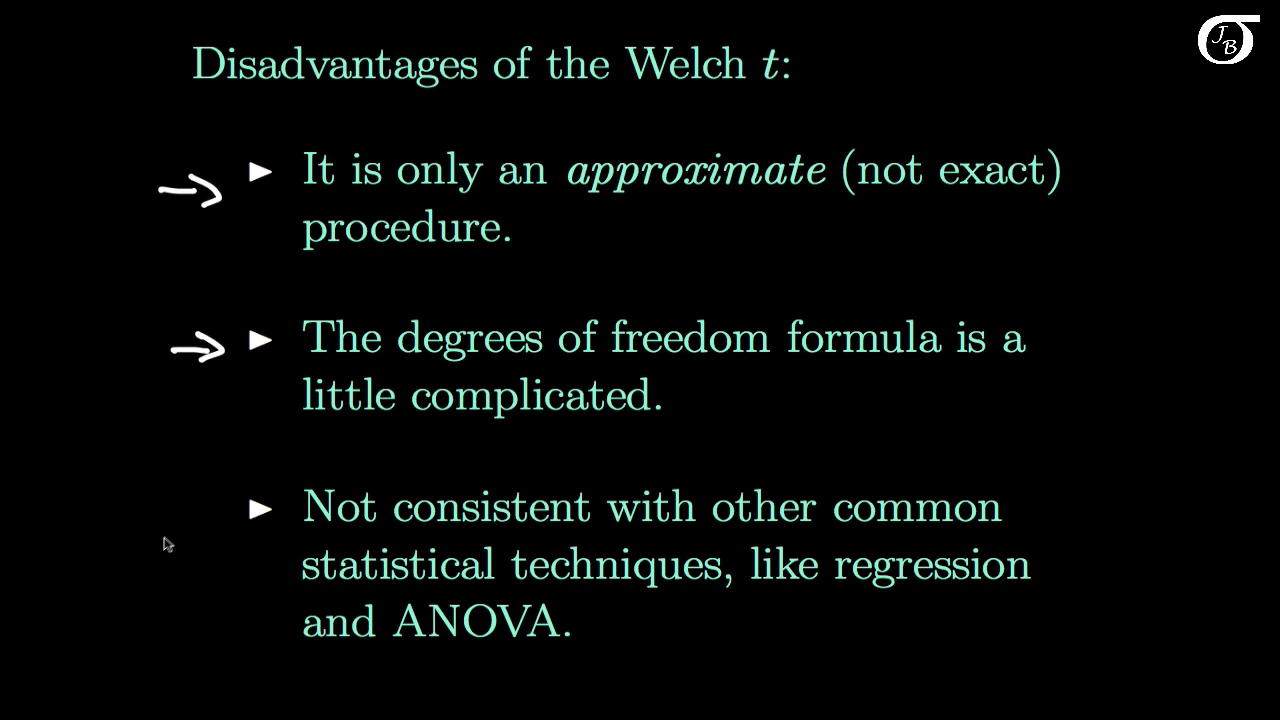 JB
Disadvantages of the Welch t:
► It is only an approximate (not exact)
procedure.
► The degrees of freedom formula is a
little complicated.
► Not consistent with other common
statistical techniques, like regression
and ANOVA.